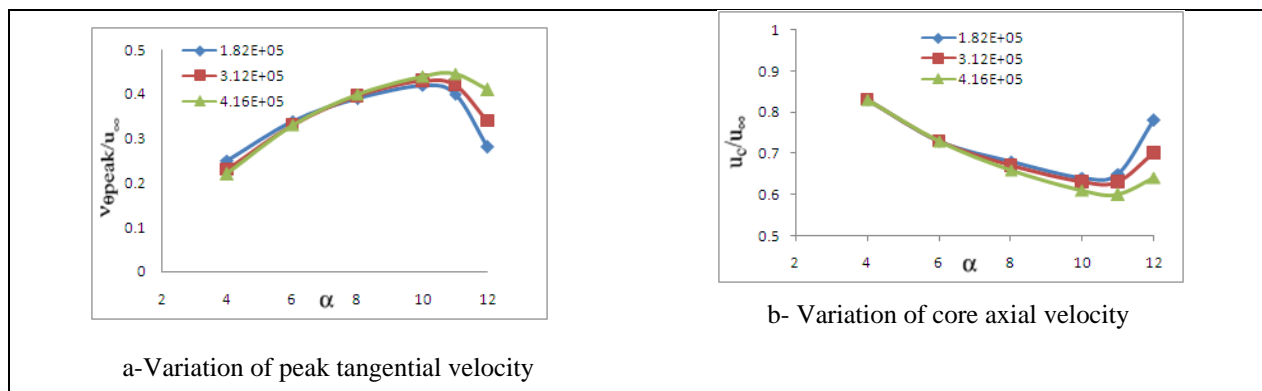 0.5
0.4
0.3
0.2
0.1
0
vθpeak/u∞
1.82E+05
3.12E+05
4.16E+05
2 4 6 α 8 10 12
a-Variation of peak tangential velocity
1
0.9
0.8
0.7
0.6
0.5
uc/u∞
1.82E+05
3.12E+05
4.16E+05
2 4 6 α 8 10 12
b- Variation of core axial velocity